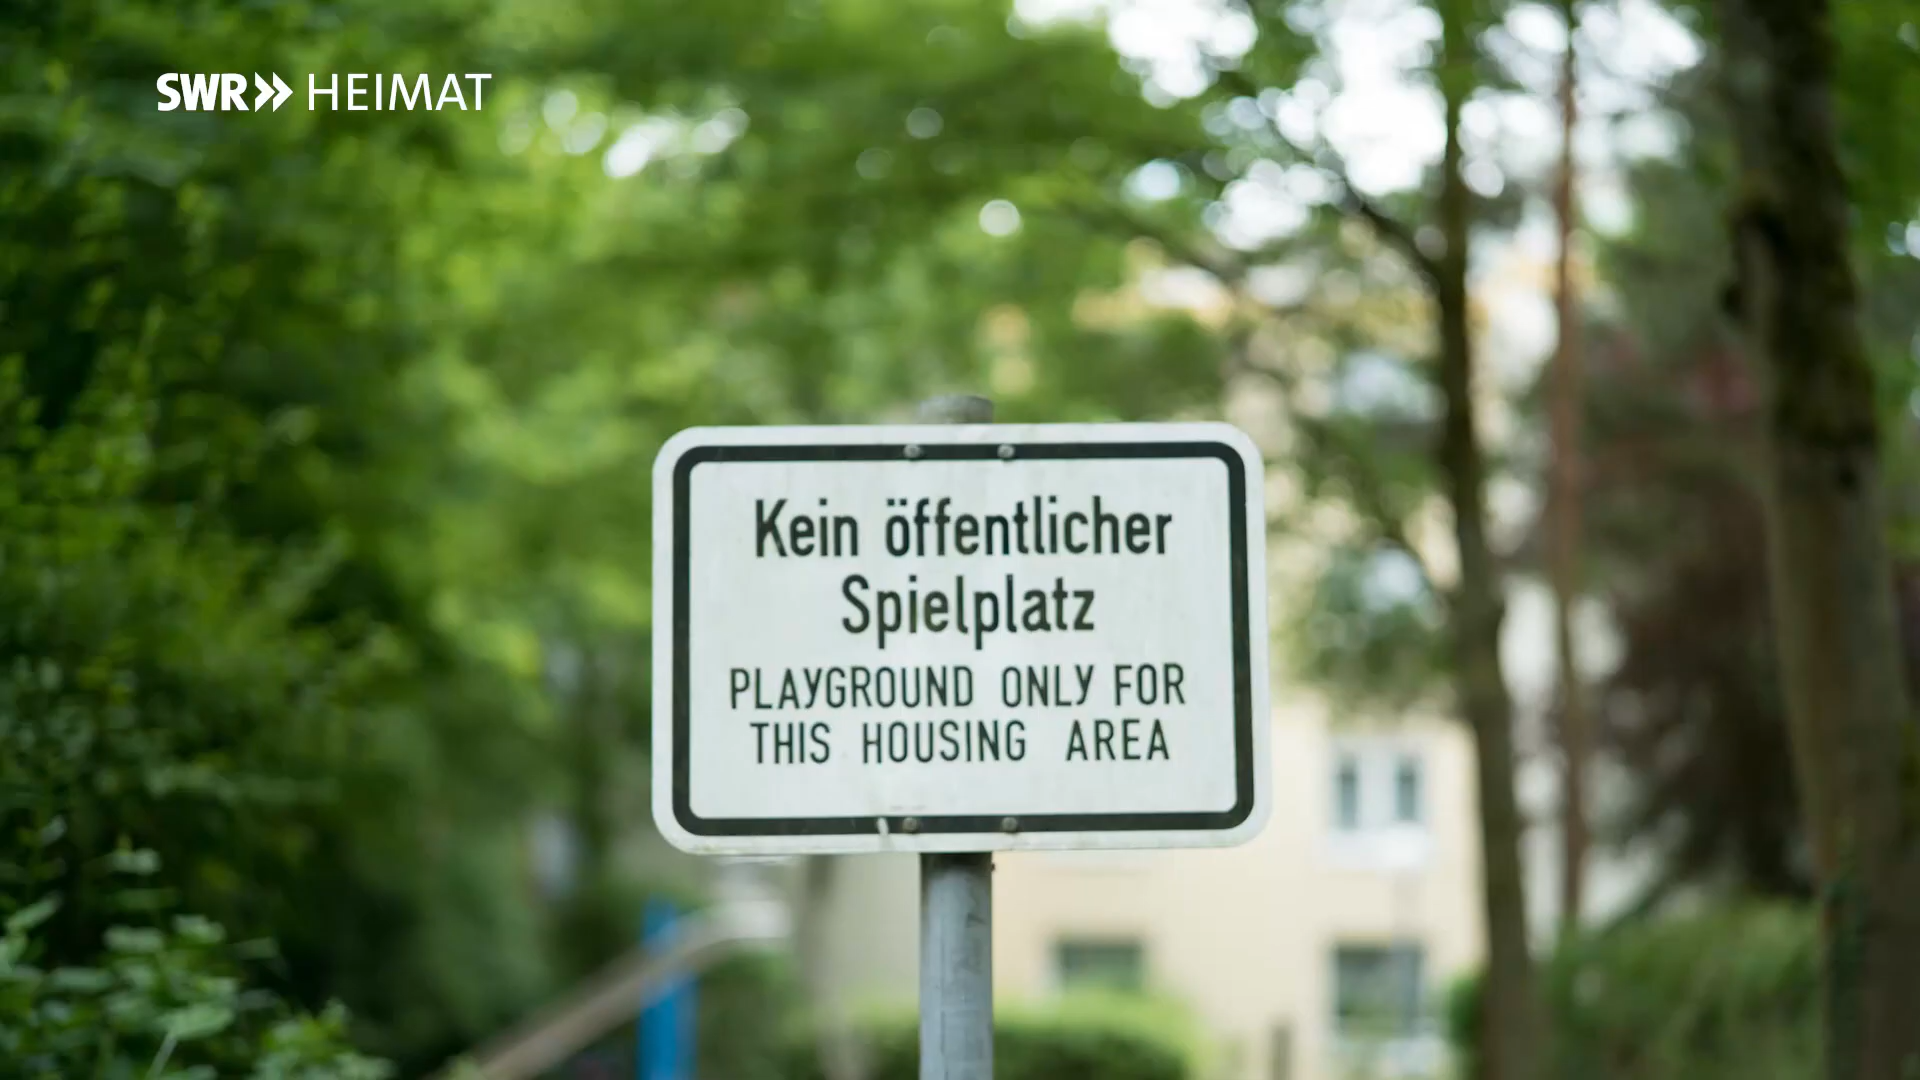 SWR» HEIMAT
Kein öffentlicher
Spielplatz
PLAYGROUND ONLY FOR
THIS HOUSING AREA